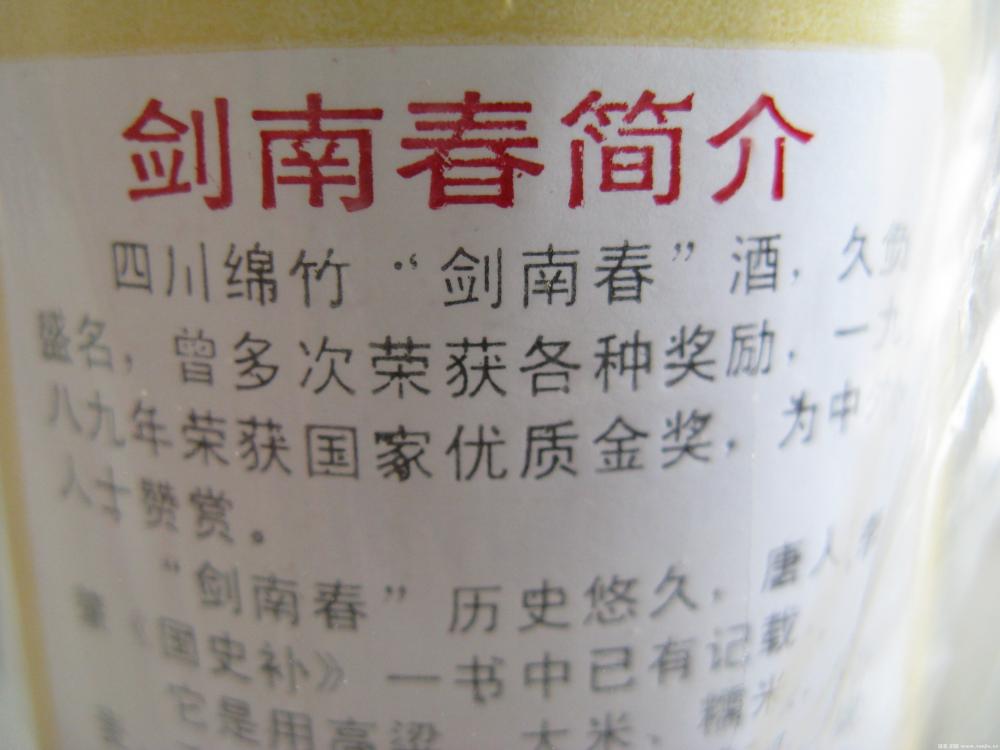 剑南春简介
四川绵竹“剑南春”酒，久负
盛名，曾多次荣获各种奖励，一九
八九年荣获国家优质金奖，为中
人士赞赏。
“剑南春”历史悠久，唐人李
肇《国史补》一书中已有记载
它是用高粱、大米、糯米、